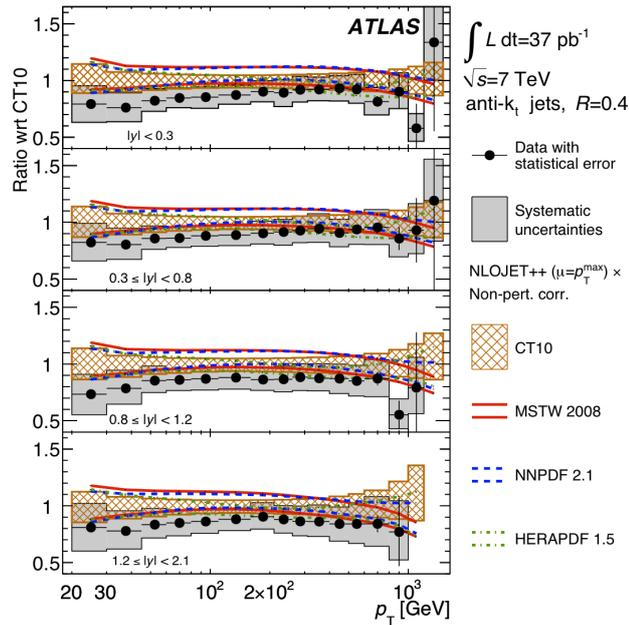 Ratio wrt CT10
ATLAS
1.5
1
0.5
|y| < 0.3
1.5
1
0.5
0.3 ≤ |y| < 0.8
1.5
1
0.5
0.8 ≤ |y| < 1.2
1.5
1
0.5
1.2 ≤ |y| < 2.1
20 30 10² 2×10² 10³
p_T [GeV]
∫ L dt=37 pb⁻¹
√s=7 TeV
anti-k_t jets, R=0.4
Data with
statistical error
Systematic
uncertainties
NLOJET++ (μ=p_T^max) ×
Non-pert. corr.
CT10
MSTW 2008
NNPDF 2.1
HERAPDF 1.5